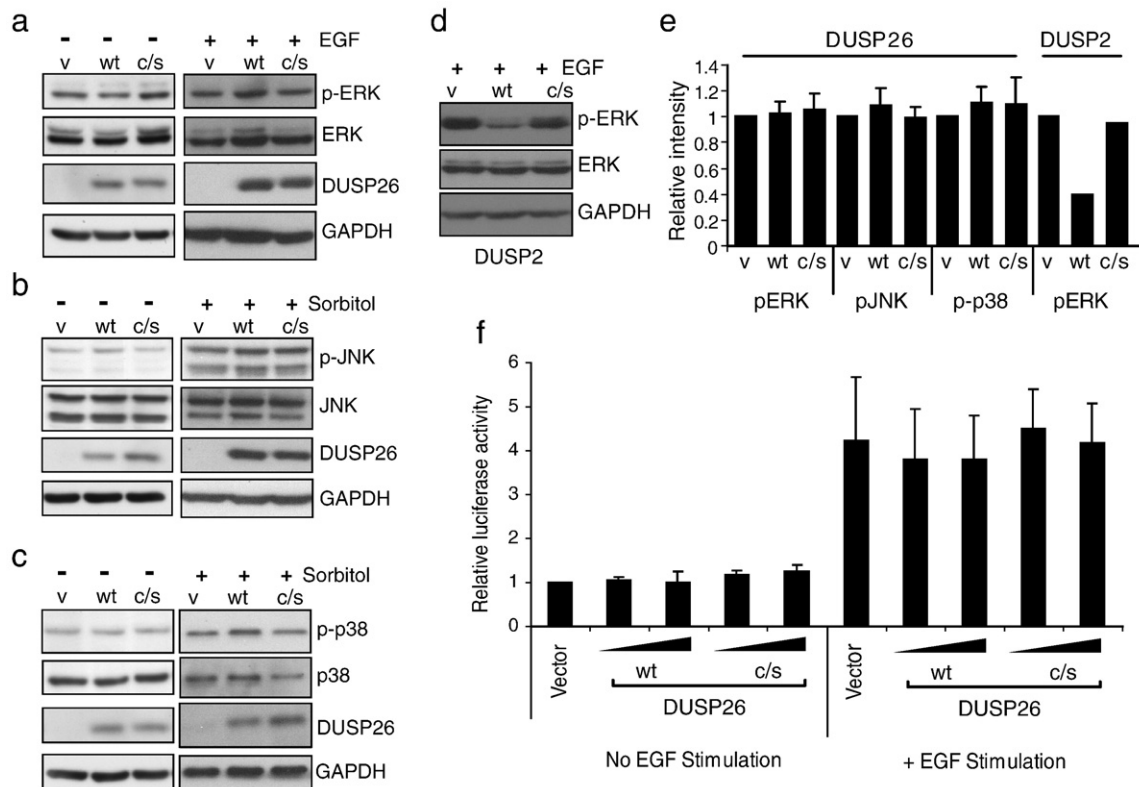 a
- - - + + + EGF
v wt c/s v wt c/s
p-ERK
ERK
DUSP26
GAPDH
b
- - - + + + Sorbitol
v wt c/s v wt c/s
p-JNK
JNK
DUSP26
GAPDH
c
- - - + + + Sorbitol
v wt c/s v wt c/s
p-p38
p38
DUSP26
GAPDH
d
+ + + EGF
v wt c/s
p-ERK
ERK
GAPDH
DUSP2
e
DUSP26 DUSP2
Relative intensity
1.4
1.2
1
0.8
0.6
0.4
0.2
0
v wt c/s v wt c/s v wt c/s v wt c/s
pERK pJNK p-p38 pERK
f
Relative luciferase activity
6
5
4
3
2
1
0
Vector wt c/s Vector wt c/s
DUSP26 DUSP26
No EGF Stimulation + EGF Stimulation